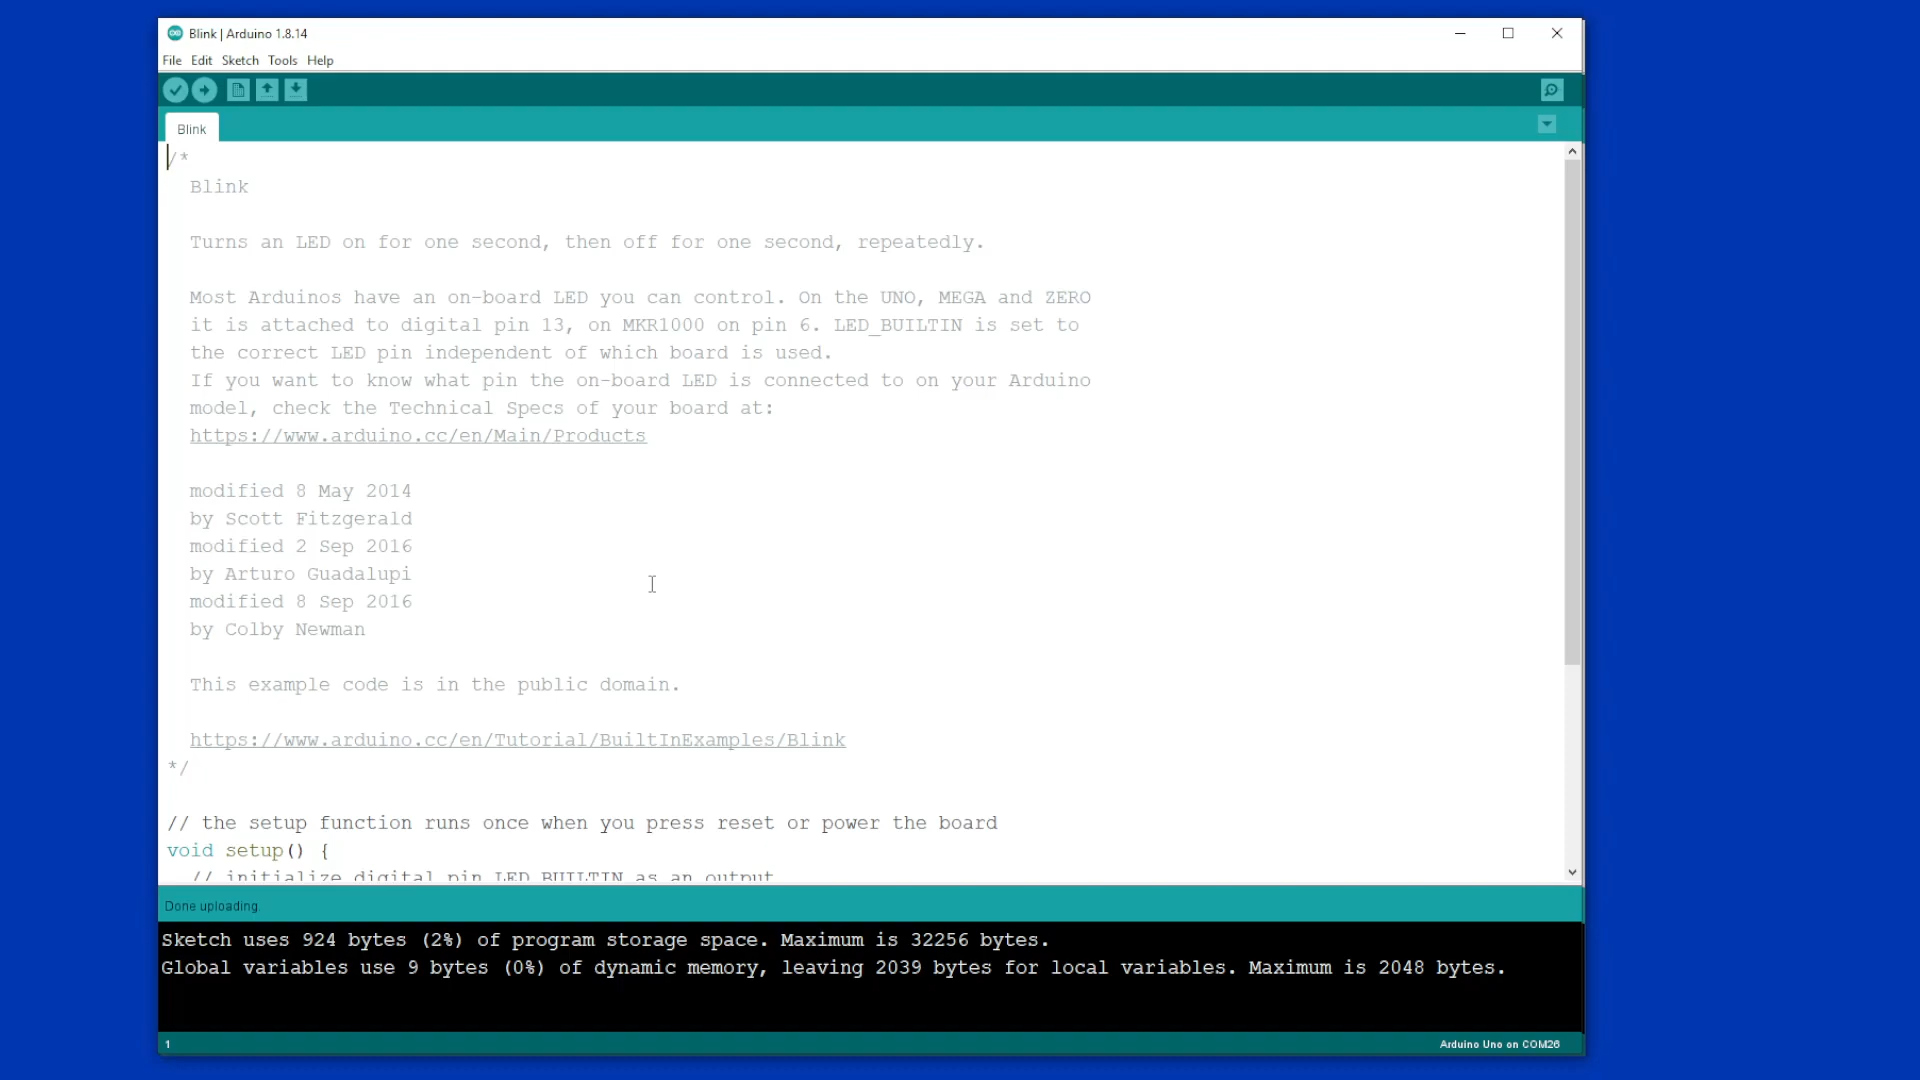 Blink | Arduino 1.8.14
File Edit Sketch Tools Help
Blink
/*
Blink
Turns an LED on for one second, then off for one second, repeatedly.
Most Arduinos have an on-board LED you can control. On the UNO, MEGA and ZERO
it is attached to digital pin 13, on MKR1000 on pin 6. LED_BUILTIN is set to
the correct LED pin independent of which board is used.
If you want to know what pin the on-board LED is connected to on your Arduino
model, check the Technical Specs of your board at:
https://www.arduino.cc/en/Main/Products
modified 8 May 2014
by Scott Fitzgerald
modified 2 Sep 2016
by Arturo Guadalupi
modified 8 Sep 2016
by Colby Newman
This example code is in the public domain.
https://www.arduino.cc/en/Tutorial/BuiltInExamples/Blink
*/
// the setup function runs once when you press reset or power the board
void setup() {
// initialize digital pin LED_BUILTIN as an output
Done uploading.
Sketch uses 924 bytes (2%) of program storage space. Maximum is 32256 bytes.
Global variables use 9 bytes (0%) of dynamic memory, leaving 2039 bytes for local variables. Maximum is 2048 bytes.
1
Arduino Uno on COM26